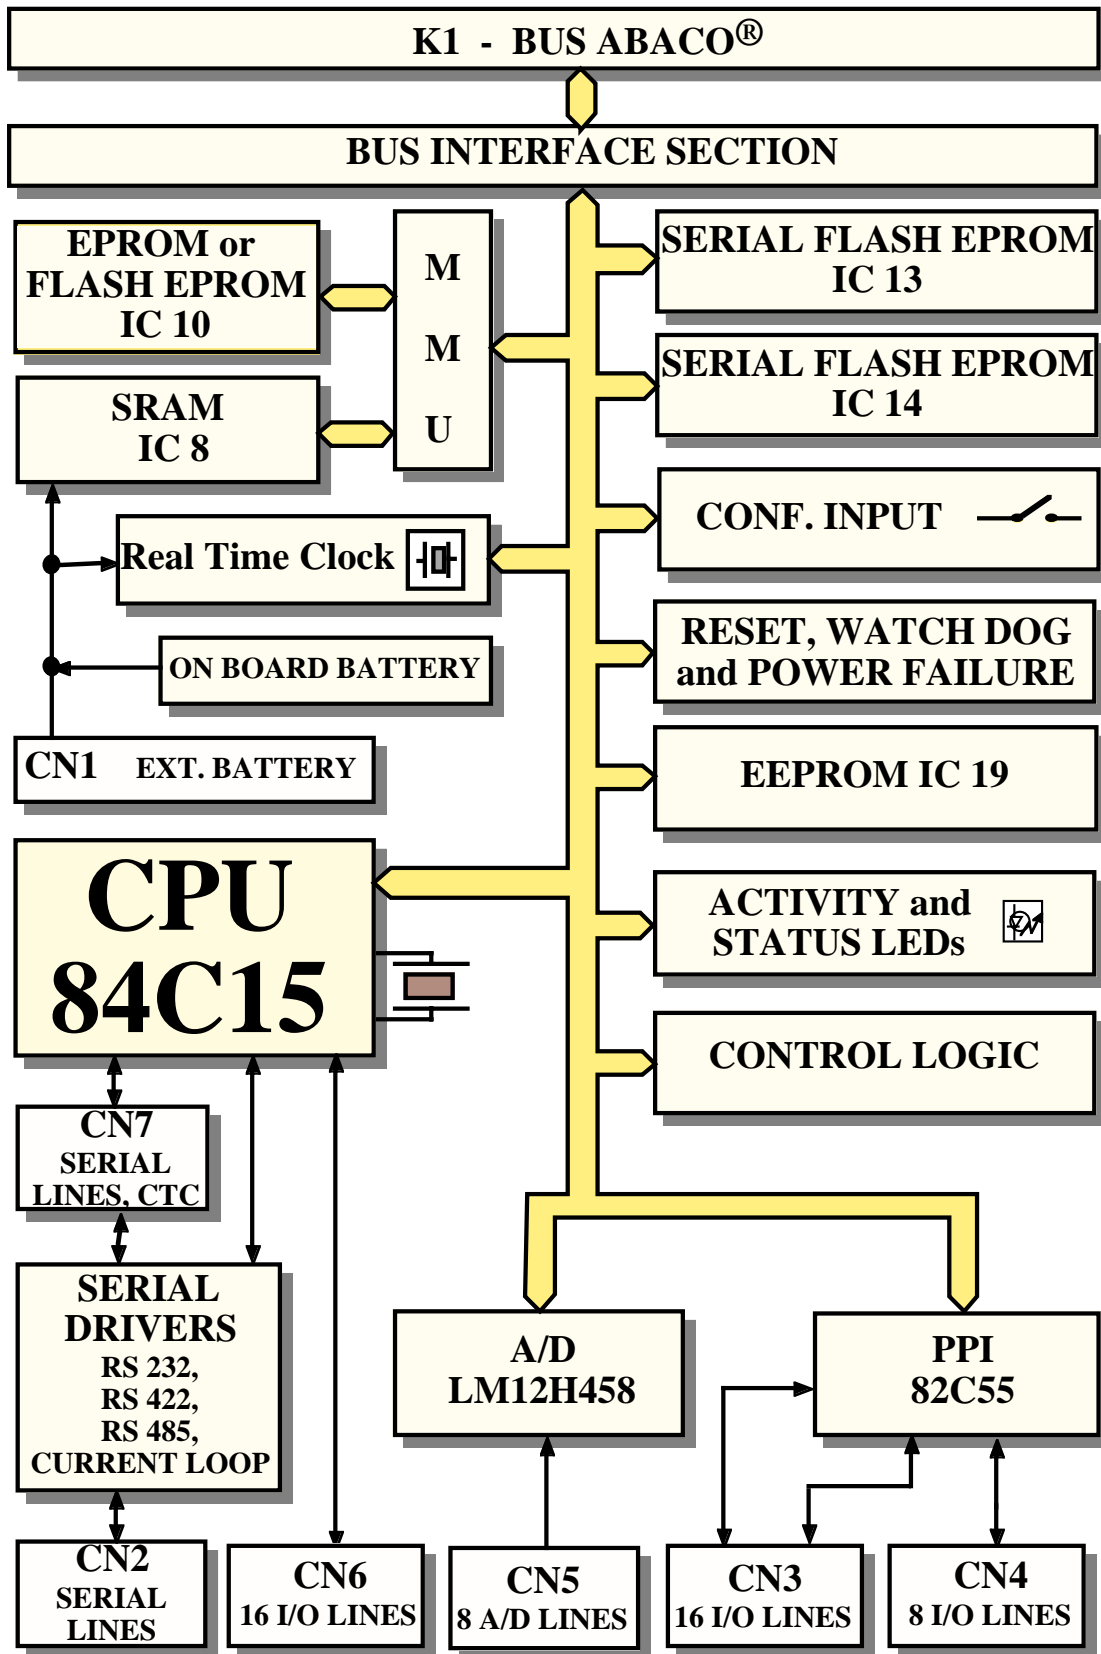 K1 - BUS ABACO®
BUS INTERFACE SECTION
EPROM or
FLASH EPROM
IC 10
M
M
U
SERIAL FLASH EPROM
IC 13
SERIAL FLASH EPROM
IC 14
SRAM
IC 8
CONF. INPUT
Real Time Clock
RESET, WATCH DOG
and POWER FAILURE
ON BOARD BATTERY
CN1 EXT. BATTERY
EEPROM IC 19
CPU
84C15
ACTIVITY and
STATUS LEDs
CONTROL LOGIC
CN7
SERIAL
LINES, CTC
SERIAL
DRIVERS
RS 232,
RS 422,
RS 485,
CURRENT LOOP
A/D
LM12H458
PPI
82C55
CN2
SERIAL
LINES
CN6
16 I/O LINES
CN5
8 A/D LINES
CN3
16 I/O LINES
CN4
8 I/O LINES